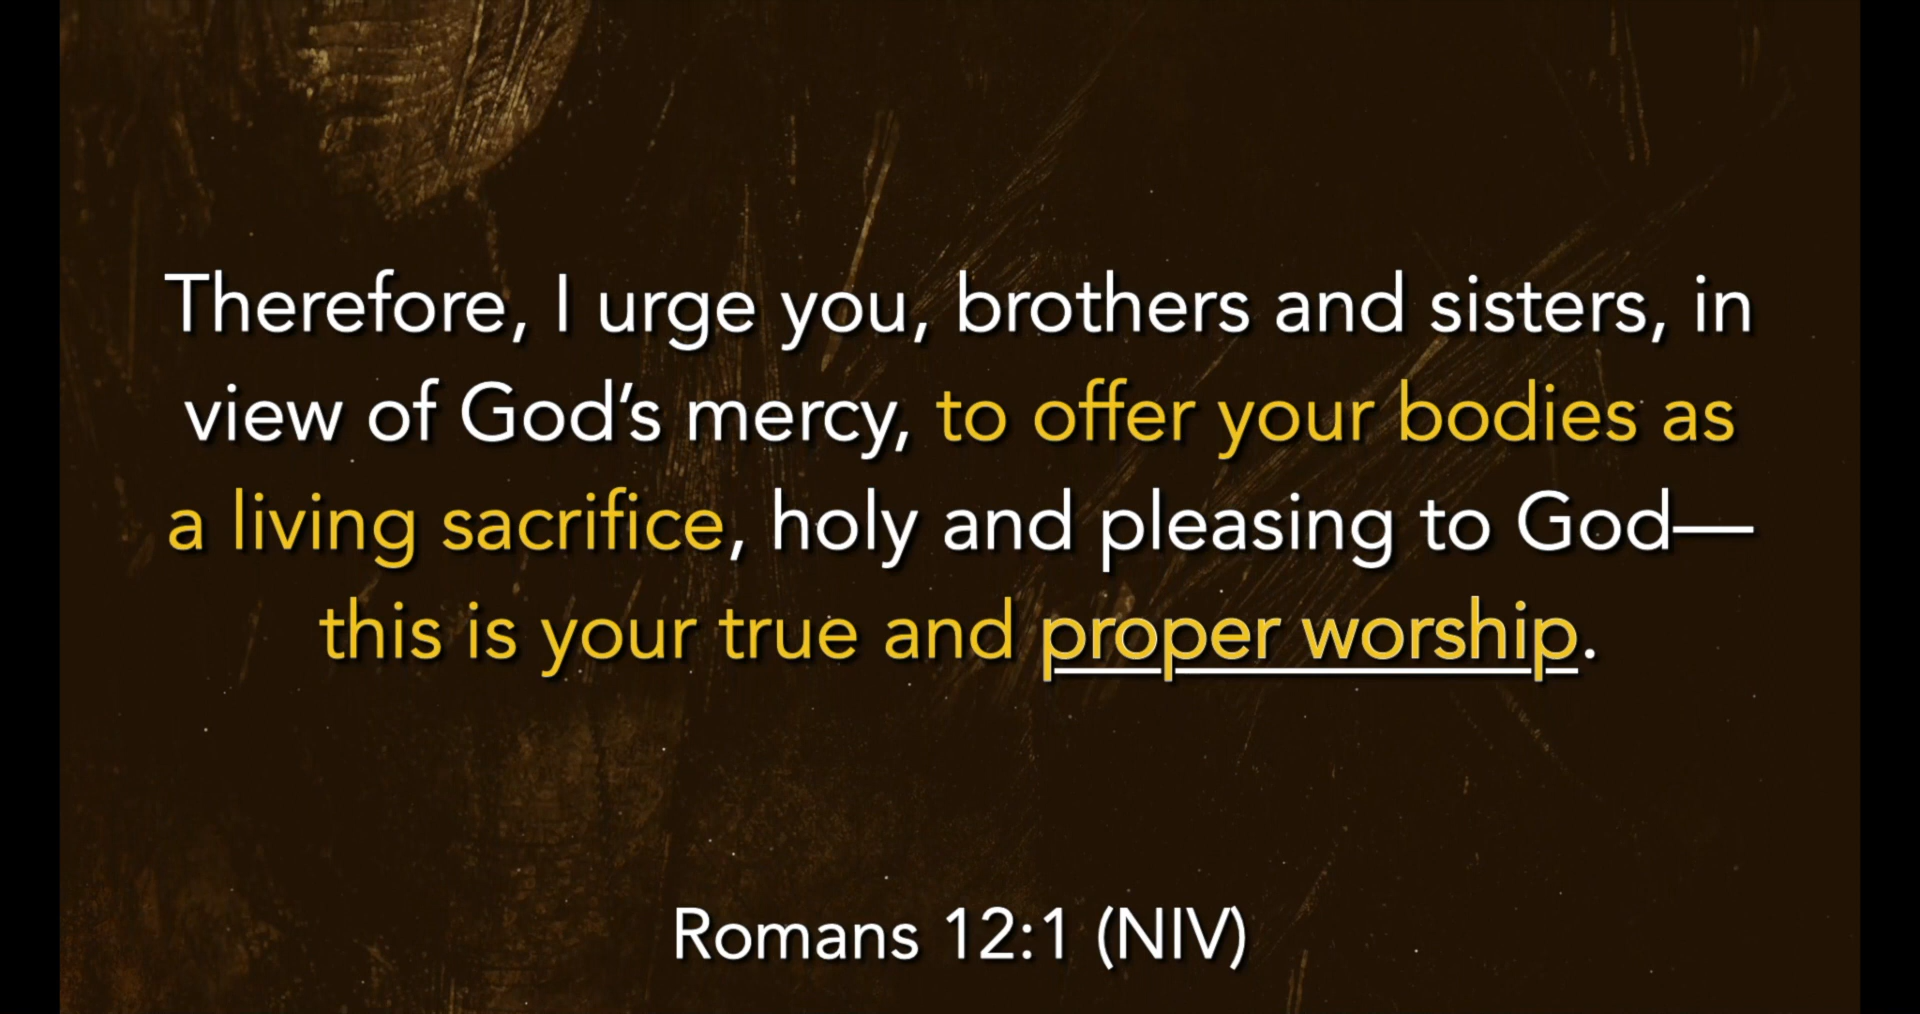 Therefore, I urge you, brothers and sisters, in
view of God’s mercy, to offer your bodies as
a living sacrifice, holy and pleasing to God—
this is your true and proper worship.
Romans 12:1 (NIV)